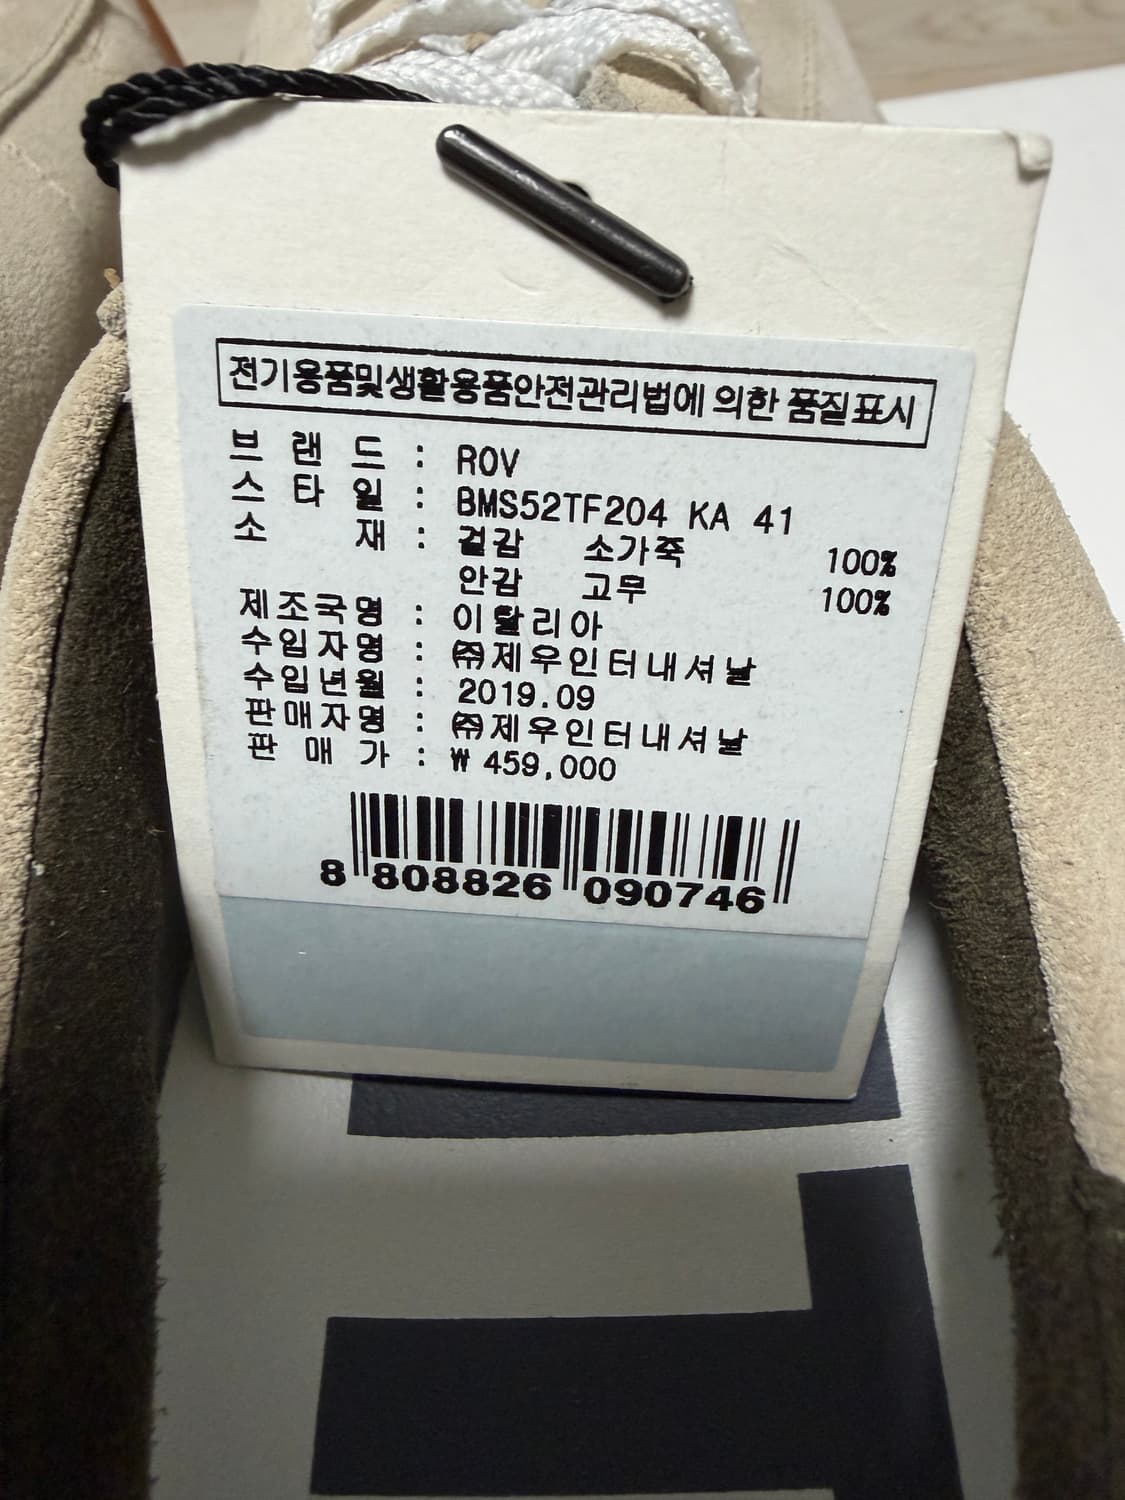 전기용품및생활용품안전관리법에 의한 품질표시
브 랜 드 : ROV
스 타 일 : BMS52TF204 KA 41
소 재 : 겉감 소가죽 100%
안감 고무 100%
제조국명 : 이탈리아
수입자명 : ㈜제우인터내셔날
수입년월 : 2019.09
판매자명 : ㈜제우인터내셔날
판 매 가 : ₩ 459,000
8 808826 090746